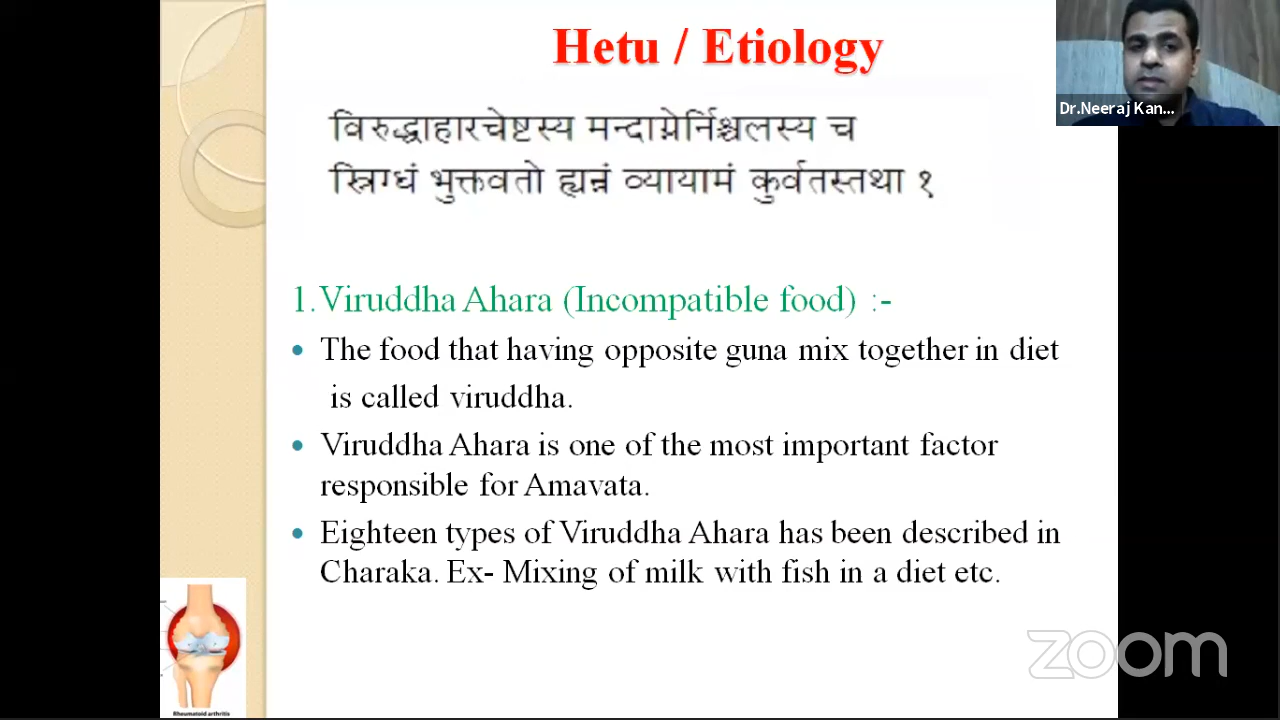 Hetu / Etiology
Dr.Neeraj Kan...
विरुद्धाहारचेष्टस्य मन्दाग्नेर्निश्चलस्य च
स्निग्धं भुक्तवतो ह्यन्नं व्यायामं कुर्वतस्तथा १
1.Viruddha Ahara (Incompatible food) :-
• The food that having opposite guna mix together in diet
is called viruddha.
• Viruddha Ahara is one of the most important factor
responsible for Amavata.
• Eighteen types of Viruddha Ahara has been described in
Charaka. Ex- Mixing of milk with fish in a diet etc.
zoom
Rheumatoid arthritis